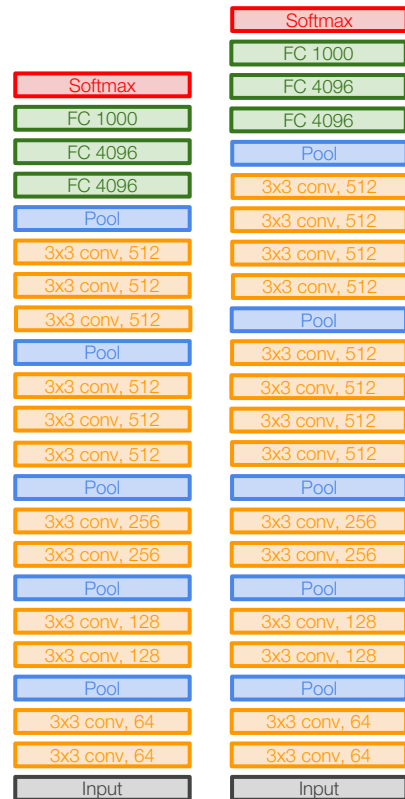 Softmax
FC 1000
FC 4096
FC 4096
Pool
3x3 conv, 512
3x3 conv, 512
3x3 conv, 512
Pool
3x3 conv, 512
3x3 conv, 512
3x3 conv, 512
Pool
3x3 conv, 256
3x3 conv, 256
Pool
3x3 conv, 128
3x3 conv, 128
Pool
3x3 conv, 64
3x3 conv, 64
Input
Softmax
FC 1000
FC 4096
FC 4096
Pool
3x3 conv, 512
3x3 conv, 512
3x3 conv, 512
3x3 conv, 512
Pool
3x3 conv, 512
3x3 conv, 512
3x3 conv, 512
3x3 conv, 512
Pool
3x3 conv, 256
3x3 conv, 256
Pool
3x3 conv, 128
3x3 conv, 128
Pool
3x3 conv, 64
3x3 conv, 64
Input